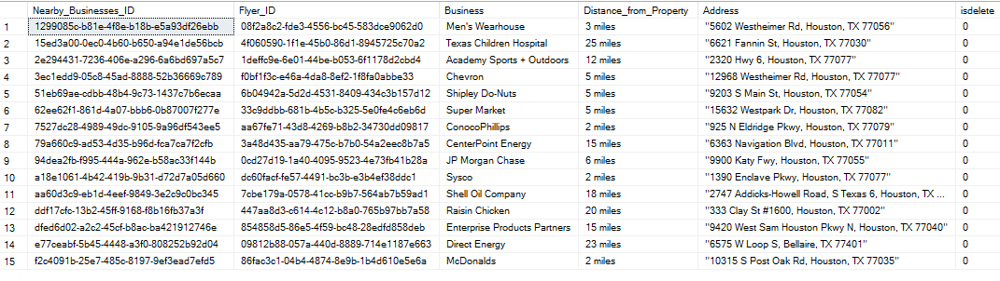 Nearby_Businesses_ID Flyer_ID Business Distance_from_Property Address isdelete
1 1299085c-b81e-4f8e-b18b-e5a93df26ebb 08f2a8c2-fde3-4556-bc45-583dce9062d0 Men's Wearhouse 3 miles "5602 Westheimer Rd, Houston, TX 77056" 0
2 15ed3a00-0ec0-4b60-b650-a94e1de56bcb 4f060590-1f1e-45b0-86d1-8945725c70a2 Texas Children Hospital 25 miles "6621 Fannin St, Houston, TX 77030" 0
3 2e294431-7236-406e-a296-6a6bd697a5c7 1deffc9e-6e01-44be-b053-6f1178d2cbd4 Academy Sports + Outdoors 12 miles "2320 Hwy 6, Houston, TX 77077" 0
4 3ec1edd9-05c8-45ad-8888-52b36669c789 f0bf1f3c-e46a-4da8-8ef2-1f8fa0abbe33 Chevron 5 miles "12968 Westheimer Rd, Houston, TX 77077" 0
5 51eb69ae-cdbb-48b4-9c73-1437c7b6ecaa 6b04942a-5d2d-4531-8409-434c3b157d12 Shipley Do-Nuts 5 miles "9203 S Main St, Houston, TX 77054" 0
6 62ee62f1-861d-4a07-bbb6-0b87007f277e 33c9ddbb-681b-4b5c-b325-5e0fe4c6eb6d Super Market 5 miles "15632 Westpark Dr, Houston, TX 77082" 0
7 7527dc28-4989-49dc-9105-9a96df543ee5 aa67fe71-43d8-4269-b8b2-34730dd09817 ConocoPhillips 2 miles "925 N Eldridge Pkwy, Houston, TX 77079" 0
8 79a660c9-ad53-4d35-b96d-fca7ca7f2cfb 3a48d435-aa79-475c-b7b0-54a2eec8b7a5 CenterPoint Energy 15 miles "6363 Navigation Blvd, Houston, TX 77011" 0
9 94dea2fb-f995-444a-962e-b58ac33f144b 0cd27d19-1a40-4095-9523-4e73fb41b28a JP Morgan Chase 6 miles "9900 Katy Fwy, Houston, TX 77055" 0
10 a18e1061-4b42-419b-9b31-d72d7a05d660 dc60facf-fe57-4491-bc3b-e3b4ef38ddc1 Sysco 2 miles "1390 Enclave Pkwy, Houston, TX 77077" 0
11 aa60d3c9-eb1d-4eef-9849-3e2c9c0bc345 7cbe179a-0578-41cc-b9b7-564ab7b59ad1 Shell Oil Company 18 miles "2747 Addicks-Howell Road, S Texas 6, Houston, TX ... 0
12 ddf17cfc-13b2-45ff-9168-f8b16fb37a3f 447aa8d3-c614-4c12-b8a0-765b97bb7a58 Raisin Chicken 20 miles "333 Clay St #1600, Houston, TX 77002" 0
13 dfed6d02-a2c2-45cf-b8ac-ba421912746e 854858d5-86e5-4f59-bc48-28edfd858deb Enterprise Products Partners 15 miles "9420 West Sam Houston Pkwy N, Houston, TX 77040" 0
14 e77ceabf-5b45-4448-a3f0-808252b92d04 09812b88-057a-440d-8889-714e1187e663 Direct Energy 23 miles "6575 W Loop S, Bellaire, TX 77401" 0
15 f2c4091b-25e7-485c-8197-9ef3ead7efd5 86fac3c1-04b4-4874-8e9b-1b4d610e5e6a McDonalds 2 miles "10315 S Post Oak Rd, Houston, TX 77035" 0